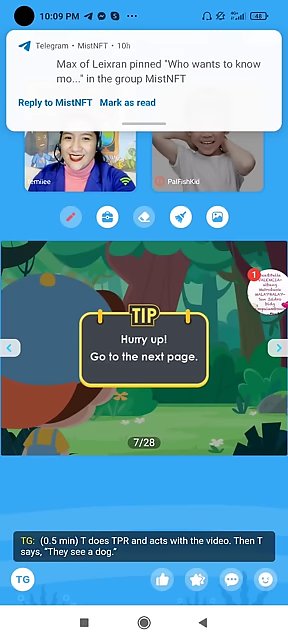 10:09 PM
48
Telegram • MistNFT • 10h
Max of Leixran pinned "Who wants to know
mo..." in the group MistNFT
Reply to MistNFT Mark as read
PalFishKid
1
TIP
Hurry up!
Go to the next page.
7/28
TG: (0.5 min) T does TPR and acts with the video. Then T
says, “They see a dog.”
TG